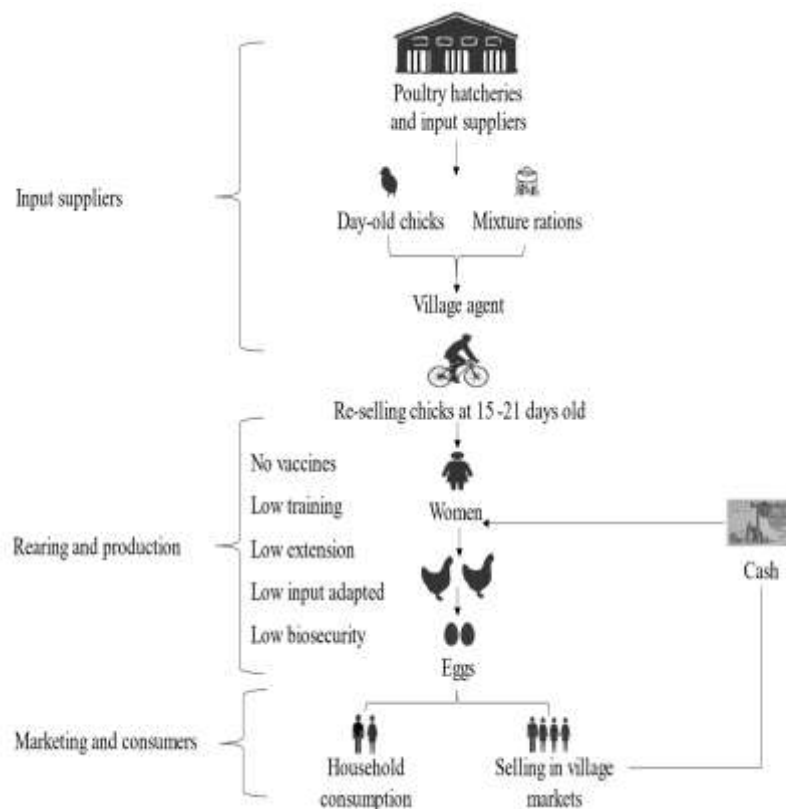 Poultry hatcheries
and input suppliers
Input suppliers
Day-old chicks
Mixture rations
Village agent
Re-selling chicks at 15 -21 days old
No vaccines
Low training
Women
Rearing and production
Low extension
Cash
Low input adapted
Low biosecurity
Eggs
Marketing and consumers
Household
consumption
Selling in village
markets